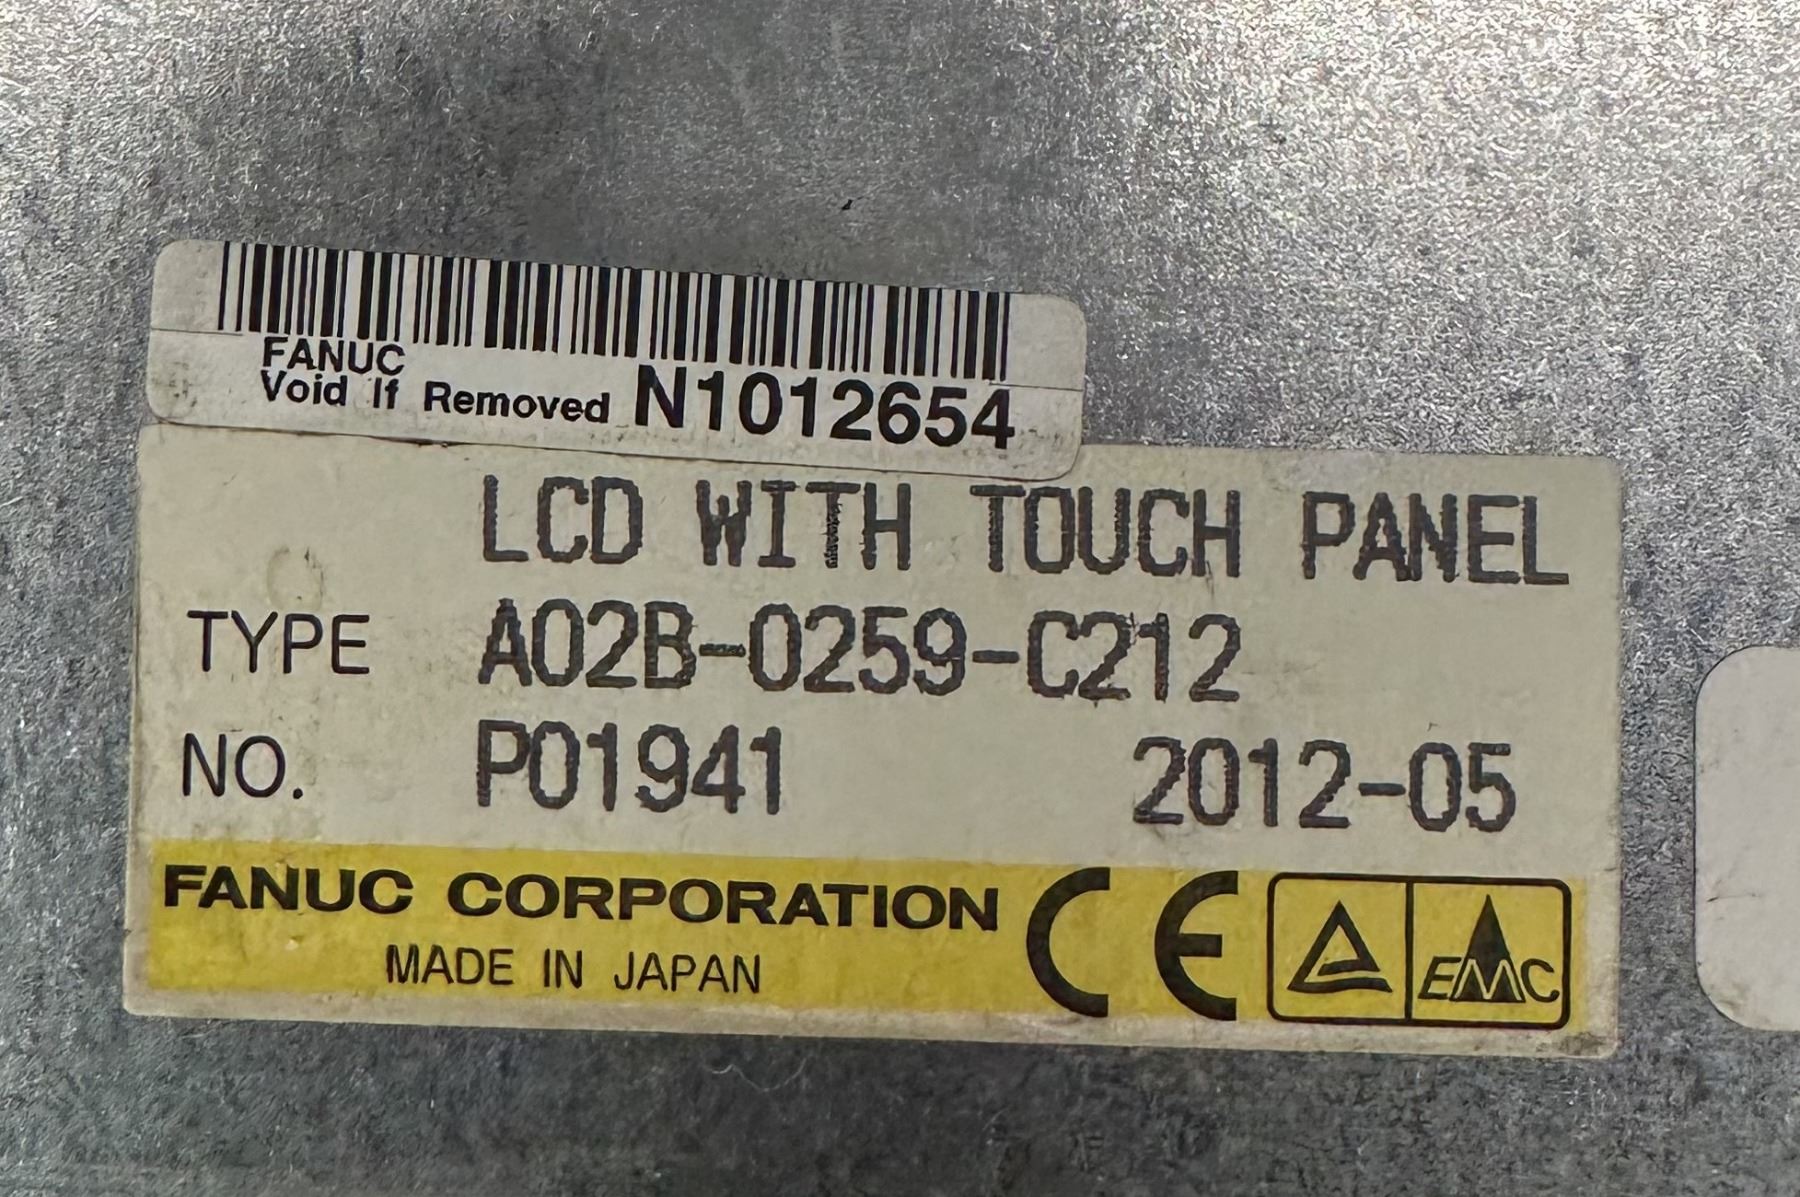 FANUC
Void If Removed N1012654
LCD WITH TOUCH PANEL
TYPE A02B-0259-C212
NO. P01941 2012-05
FANUC CORPORATION CE EMC
MADE IN JAPAN